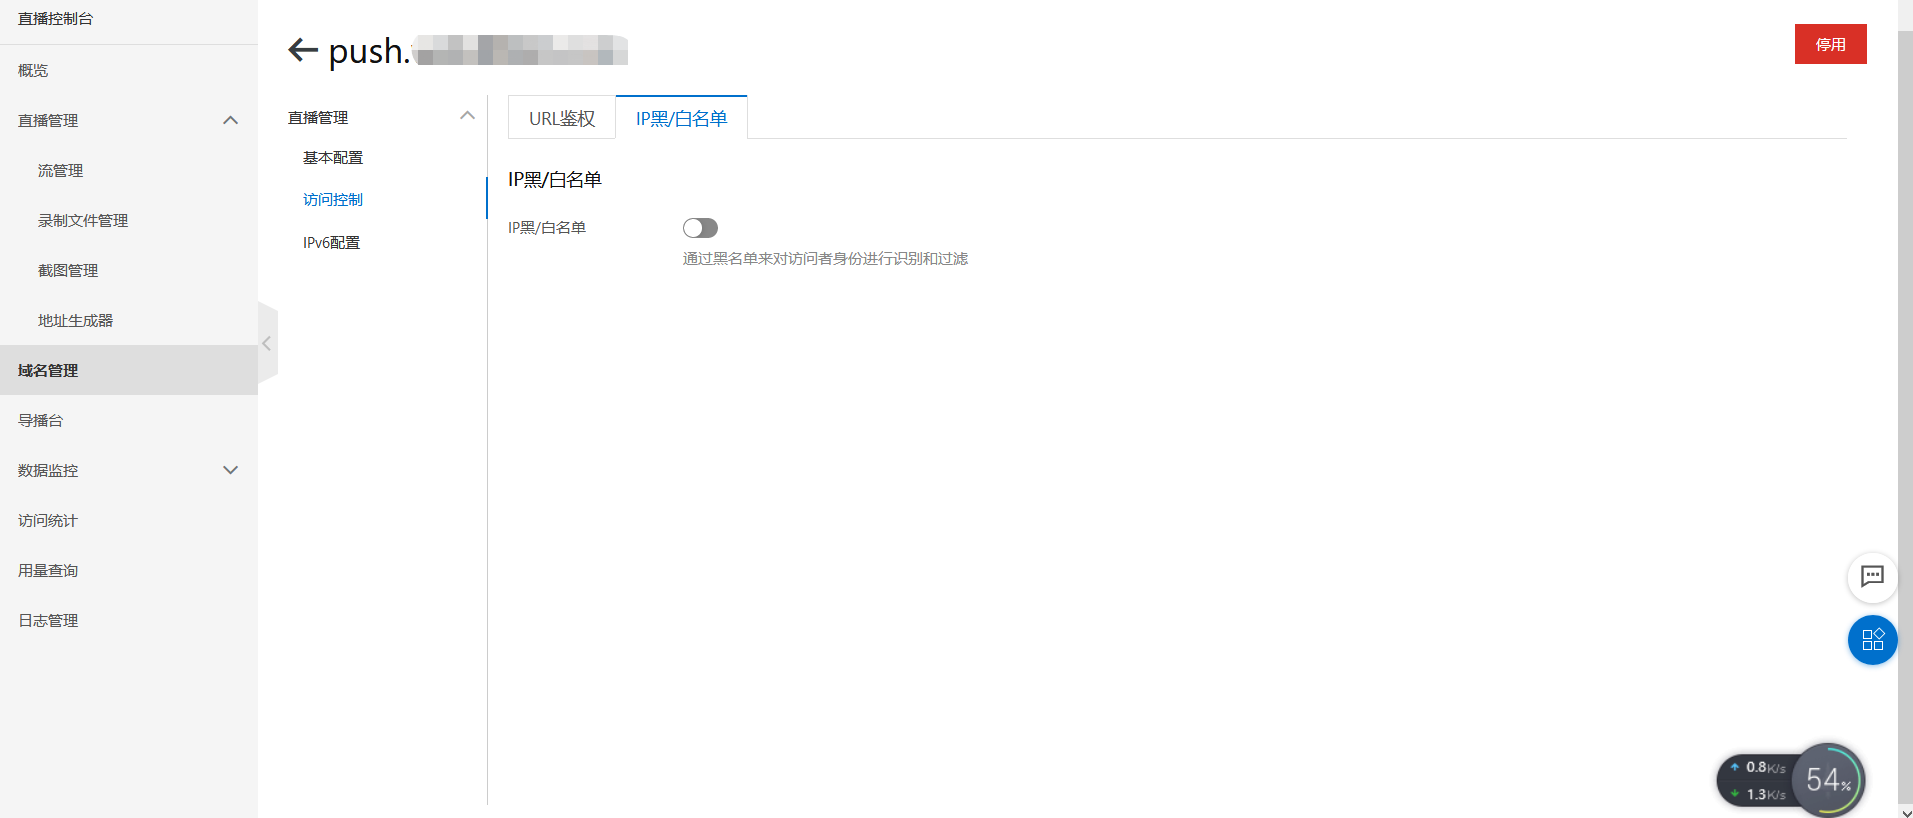 直播控制台
概览
直播管理
流管理
录制文件管理
截图管理
地址生成器
域名管理
导播台
数据监控
访问统计
用量查询
日志管理
push.
停用
直播管理
基本配置
访问控制
IPv6配置
URL鉴权
IP黑/白名单
IP黑/白名单
IP黑/白名单
通过黑名单来对访问者身份进行识别和过滤
0.8K/s
1.3K/s
54%